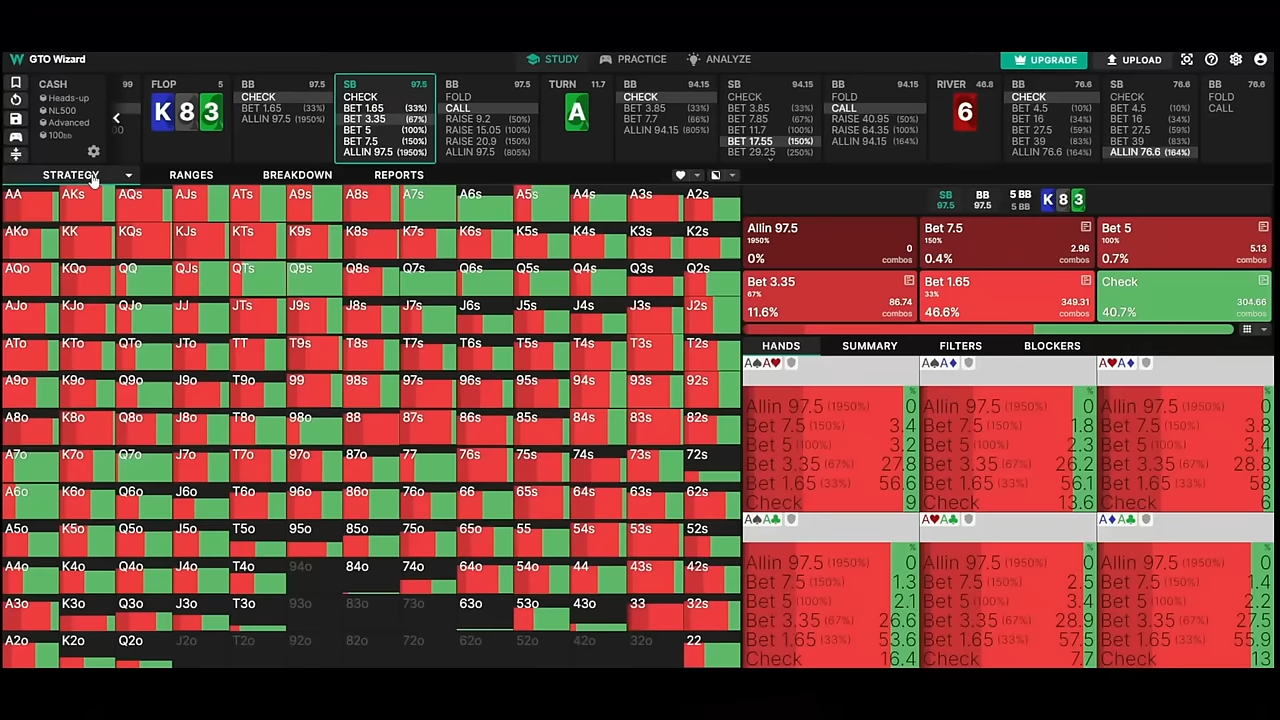 GTO Wizard
STUDY PRACTICE ANALYZE
UPGRADE UPLOAD
CASH 99
Heads-up
NL500
Advanced
100BB
00
FLOP 5
K 8 3
BB 97.5
CHECK
BET 1.65 (33%)
ALLIN 97.5 (1950%)
SB 97.5
CHECK
BET 1.65 (33%)
BET 3.35 (67%)
BET 5 (100%)
BET 7.5 (150%)
ALLIN 97.5 (1950%)
BB 97.5
FOLD
CALL
RAISE 9.2 (50%)
RAISE 15.05 (100%)
RAISE 20.9 (150%)
ALLIN 97.5 (805%)
TURN 11.7
A
BB 94.15
CHECK
BET 3.85 (33%)
BET 7.7 (66%)
ALLIN 94.15 (805%)
SB 94.15
CHECK
BET 3.85 (33%)
BET 7.85 (67%)
BET 11.7 (100%)
BET 17.55 (150%)
BET 29.25 (250%)
BB 94.15
FOLD
CALL
RAISE 40.95 (50%)
RAISE 64.35 (100%)
ALLIN 94.15 (164%)
RIVER 46.8
6
BB 76.6
CHECK
BET 4.5 (10%)
BET 16 (34%)
BET 27.5 (59%)
BET 39 (83%)
ALLIN 76.6 (164%)
SB 76.6
CHECK
BET 4.5 (10%)
BET 16 (34%)
BET 27.5 (59%)
BET 39 (83%)
ALLIN 76.6 (164%)
BB 76.6
FOLD
CALL
STRATEGY RANGES BREAKDOWN REPORTS
AA AKs AQs AJs ATs A9s A8s A7s A6s A5s A4s A3s A2s
AKo KK KQs KJs KTs K9s K8s K7s K6s K5s K4s K3s K2s
AQo KQo QQ QJs QTs Q9s Q8s Q7s Q6s Q5s Q4s Q3s Q2s
AJo KJo QJo JJ JTs J9s J8s J7s J6s J5s J4s J3s J2s
ATo KTo QTo JTo TT T9s T8s T7s T6s T5s T4s T3s T2s
A9o K9o Q9o J9o T9o 99 98s 97s 96s 95s 94s 93s 92s
A8o K8o Q8o J8o T8o 98o 88 87s 86s 85s 84s 83s 82s
A7o K7o Q7o J7o T7o 97o 87o 77 76s 75s 74s 73s 72s
A6o K6o Q6o J6o T6o 96o 86o 76o 66 65s 64s 63s 62s
A5o K5o Q5o J5o T5o 95o 85o 75o 65o 55 54s 53s 52s
A4o K4o Q4o J4o T4o 94o 84o 74o 64o 54o 44 43s 42s
A3o K3o Q3o J3o T3o 93o 83o 73o 63o 53o 43o 33 32s
A2o K2o Q2o J2o T2o 92o 82o 72o 62o 52o 42o 32o 22
SB 97.5
BB 97.5
5 BB
5 BB
K 8 3
Allin 97.5
1950% 0
0% combos
Bet 7.5
150% 2.96
0.4% combos
Bet 5
100% 5.13
0.7% combos
Bet 3.35
67% 86.74
11.6% combos
Bet 1.65
33% 349.31
46.6% combos
Check
304.66
40.7% combos
HANDS SUMMARY FILTERS BLOCKERS
A♠A♥
%
Allin 97.5 (1950%) 0
Bet 7.5 (150%) 3.4
Bet 5 (100%) 3.2
Bet 3.35 (67%) 27.8
Bet 1.65 (33%) 56.6
Check 9
A♠A♦
%
Allin 97.5 (1950%) 0
Bet 7.5 (150%) 1.8
Bet 5 (100%) 2.3
Bet 3.35 (67%) 26.2
Bet 1.65 (33%) 56.1
Check 13.6
A♥A♦
%
Allin 97.5 (1950%) 0
Bet 7.5 (150%) 3.8
Bet 5 (100%) 3.4
Bet 3.35 (67%) 28.8
Bet 1.65 (33%) 58
Check 6
A♠A♣
%
Allin 97.5 (1950%) 0
Bet 7.5 (150%) 1.3
Bet 5 (100%) 2.1
Bet 3.35 (67%) 26.6
Bet 1.65 (33%) 53.6
Check 16.4
A♥A♣
%
Allin 97.5 (1950%) 0
Bet 7.5 (150%) 2.5
Bet 5 (100%) 3.4
Bet 3.35 (67%) 28.9
Bet 1.65 (33%) 57.5
Check 7.7
A♦A♣
%
Allin 97.5 (1950%) 0
Bet 7.5 (150%) 1.4
Bet 5 (100%) 2.2
Bet 3.35 (67%) 27.5
Bet 1.65 (33%) 55.9
Check 13